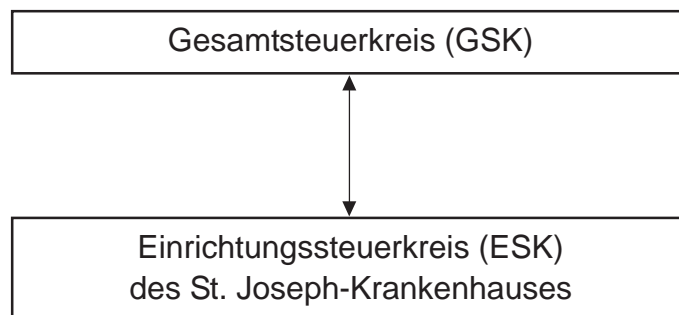 Gesamtsteuerkreis (GSK)
Einrichtungssteuerkreis (ESK)
des St. Joseph-Krankenhauses